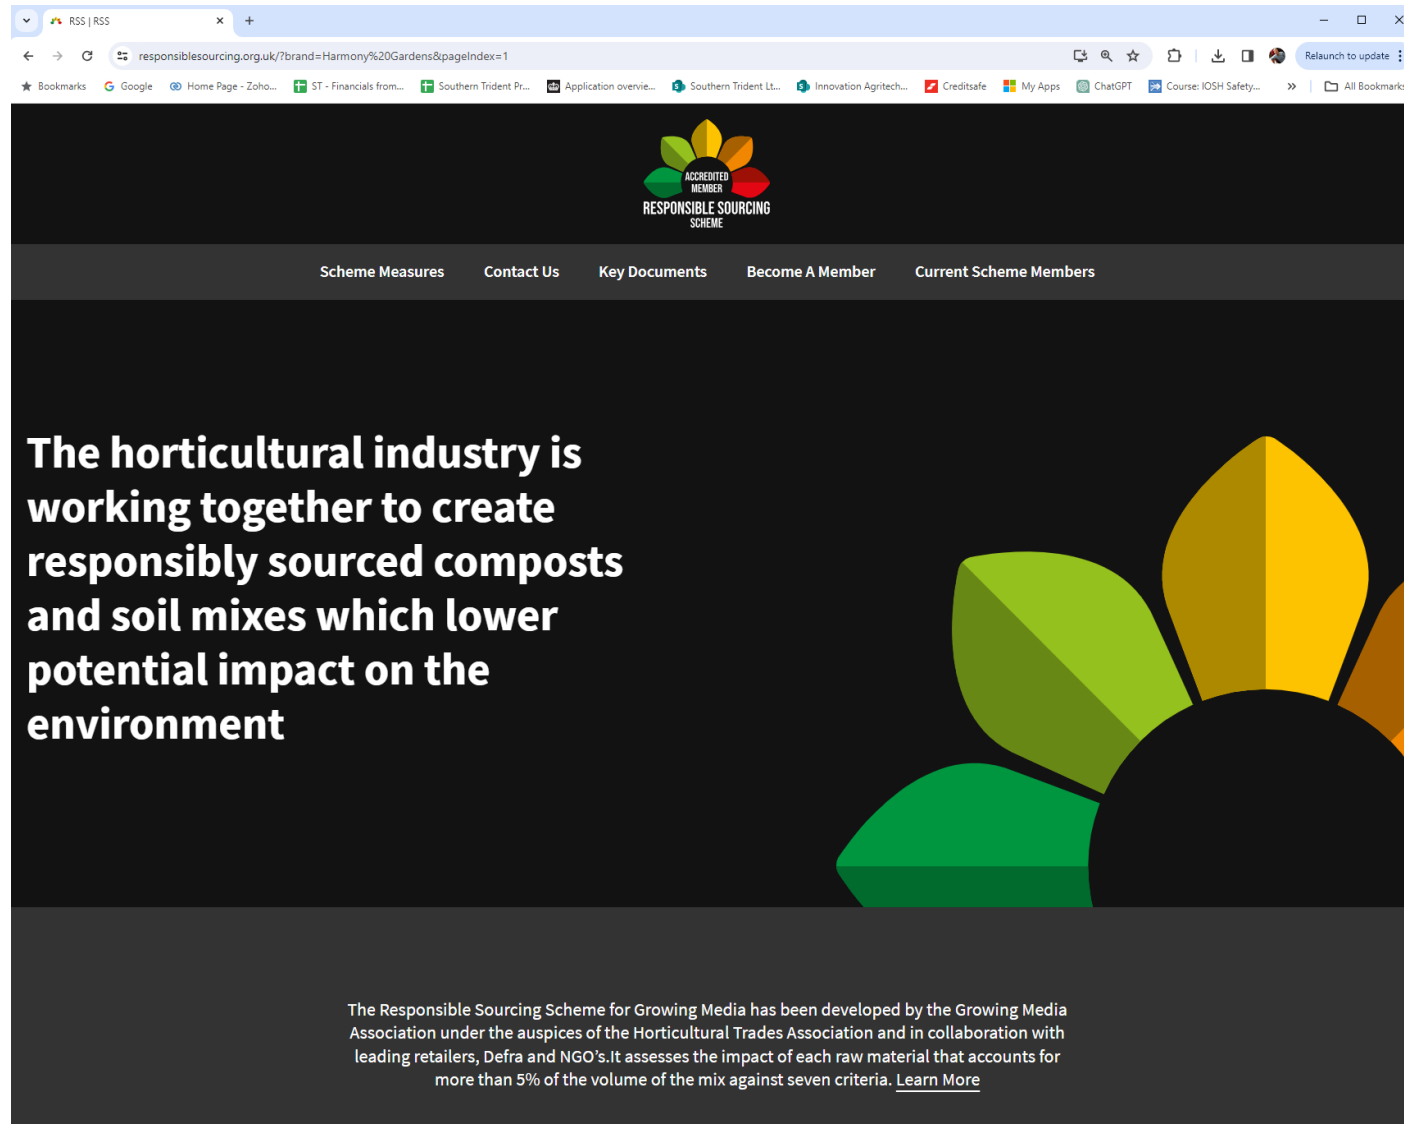 RSS | RSS
responsiblesourcing.org.uk/?brand=Harmony%20Gardens&pageIndex=1
Relaunch to update
Bookmarks
Google
Home Page - Zoho...
ST - Financials from...
Southern Trident Pr...
Application overvie...
Southern Trident Lt...
Innovation Agritech...
Creditsafe
My Apps
ChatGPT
Course: IOSH Safety...
All Bookmarks
ACCREDITED
MEMBER
RESPONSIBLE SOURCING
SCHEME
Scheme Measures
Contact Us
Key Documents
Become A Member
Current Scheme Members
The horticultural industry is
working together to create
responsibly sourced composts
and soil mixes which lower
potential impact on the
environment
The Responsible Sourcing Scheme for Growing Media has been developed by the Growing Media
Association under the auspices of the Horticultural Trades Association and in collaboration with
leading retailers, Defra and NGO's.It assesses the impact of each raw material that accounts for
more than 5% of the volume of the mix against seven criteria. Learn More